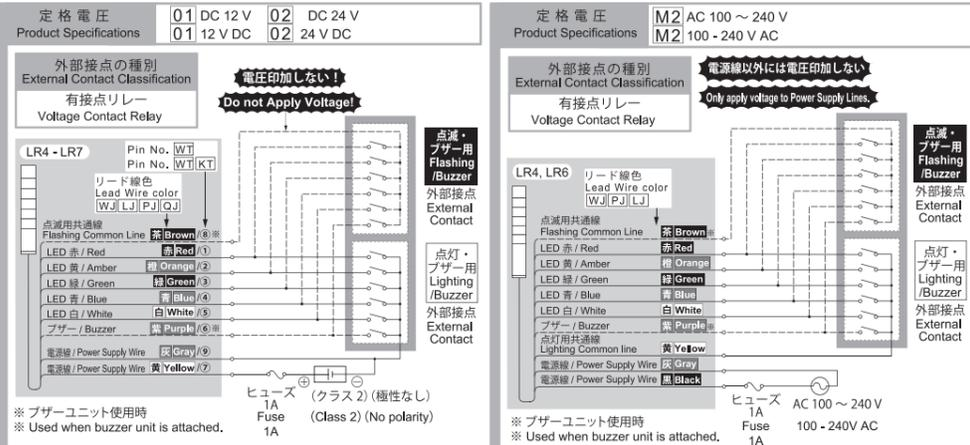 定格電圧
Product Specifications
01 DC 12 V 02 DC 24 V
01 12 V DC 02 24 V DC
外部接点の種別
External Contact Classification
有接点リレー
Voltage Contact Relay
電圧印加しない！
Do not Apply Voltage!
LR4 - LR7
Pin No. WT
Pin No. WT KT
リード線色
Lead Wire color
WJ LJ PJ QJ
点滅用共通線
Flashing Common Line 茶 Brown /⑧※
LED 赤 / Red 赤 Red /①
LED 黄 / Amber 橙 Orange /②
LED 緑 / Green 緑 Green /③
LED 青 / Blue 青 Blue /④
LED 白 / White 白 White /⑤
ブザー / Buzzer 紫 Purple /⑥※
電源線 / Power Supply Wire 灰 Gray /⑨
電源線 / Power Supply Wire 黄 Yellow /⑦
点滅・
ブザー用
Flashing
/Buzzer
外部接点
External
Contact
点灯・
ブザー用
Lighting
/Buzzer
外部接点
External
Contact
ヒューズ
1A
Fuse
1A
⊕ ⊖
(クラス 2) (極性なし)
(Class 2) (No polarity)
※ ブザーユニット使用時
※ Used when buzzer unit is attached.
定格電圧
Product Specifications
M2 AC 100 ～ 240 V
M2 100 - 240 V AC
外部接点の種別
External Contact Classification
有接点リレー
Voltage Contact Relay
電源線以外には電圧印加しない
Only apply voltage to Power Supply Lines.
LR4, LR6
リード線色
Lead Wire color
WJ LJ PJ
点滅用共通線
Flashing Common Line 茶 Brown※
LED 赤 / Red 赤 Red
LED 黄 / Amber 橙 Orange
LED 緑 / Green 緑 Green
LED 青 / Blue 青 Blue
LED 白 / White 白 White
ブザー / Buzzer 紫 Purple※
点灯用共通線
Lighting Common line 黄 Yellow
電源線 / Power Supply Wire 灰 Gray
電源線 / Power Supply Wire 黒 Black
点滅・
ブザー用
Flashing
/Buzzer
外部接点
External
Contact
点灯・
ブザー用
Lighting
/Buzzer
外部接点
External
Contact
ヒューズ
1A
Fuse
1A
AC 100 ～ 240 V
100 - 240V AC
※ ブザーユニット使用時
※ Used when buzzer unit is attached.